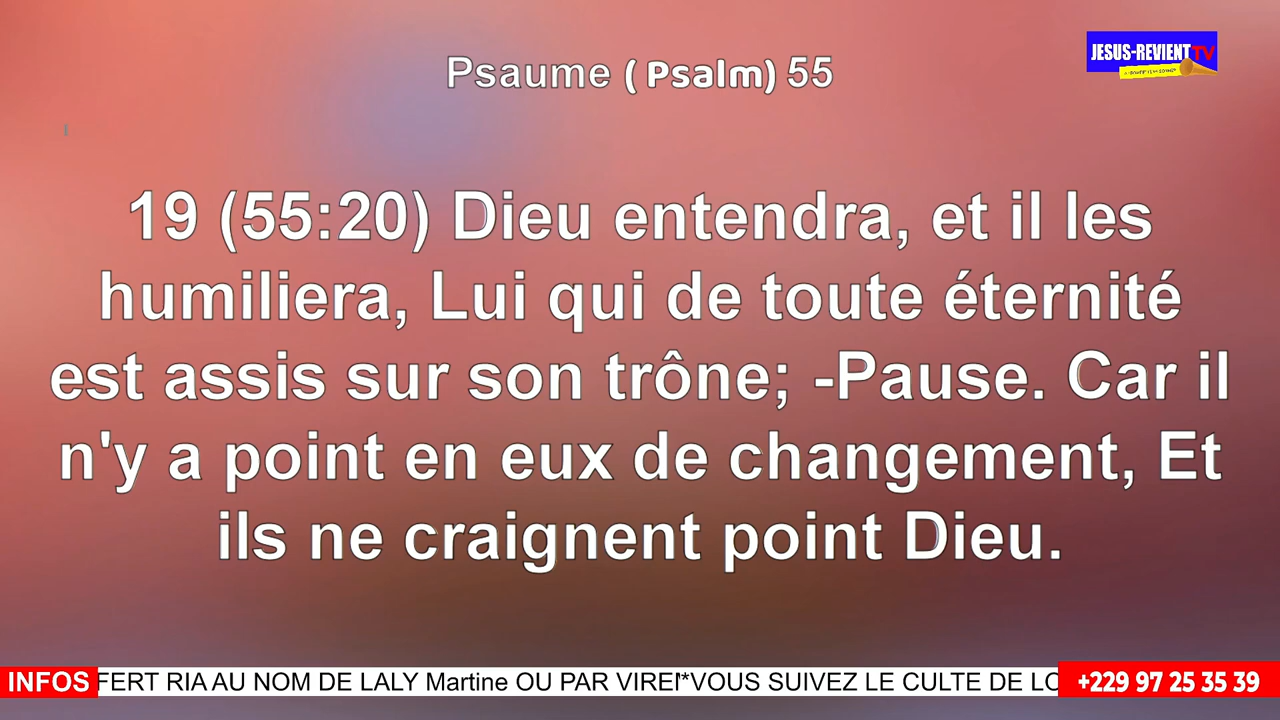 Psaume ( Psalm) 55
JESUS-REVIENT TV
19 (55:20) Dieu entendra, et il les
humiliera, Lui qui de toute éternité
est assis sur son trône; -Pause. Car il
n'y a point en eux de changement, Et
ils ne craignent point Dieu.
INFOS FERT RIA AU NOM DE LALY Martine OU PAR VIREM*VOUS SUIVEZ LE CULTE DE LO +229 97 25 35 39